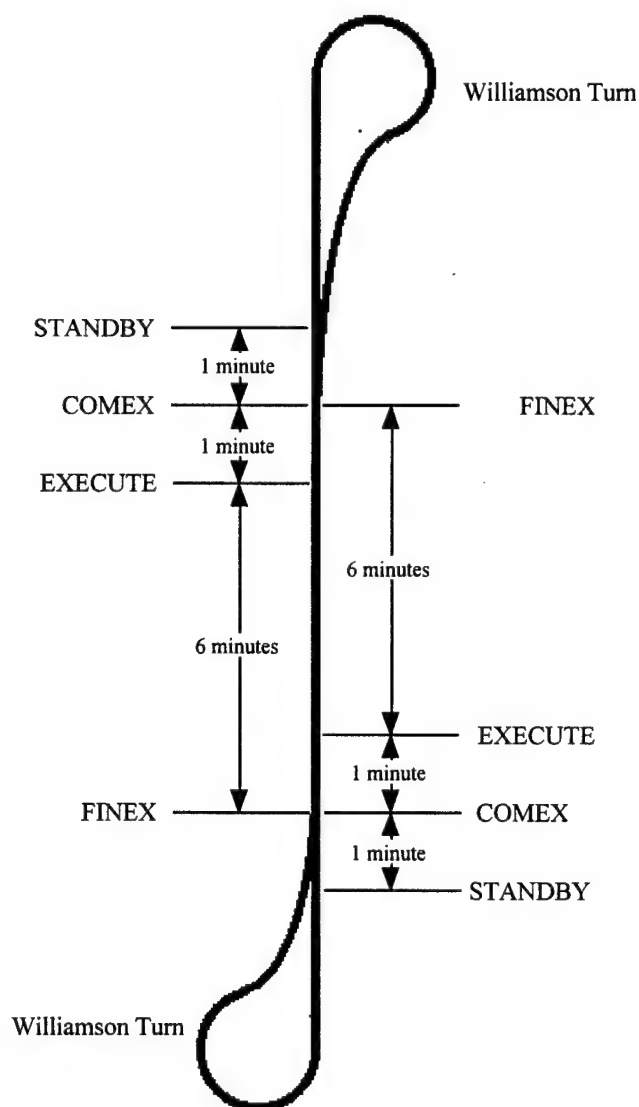 Williamson Turn
STANDBY
1 minute
COMEX
FINEX
1 minute
EXECUTE
6 minutes
6 minutes
EXECUTE
1 minute
FINEX
COMEX
1 minute
STANDBY
Williamson Turn